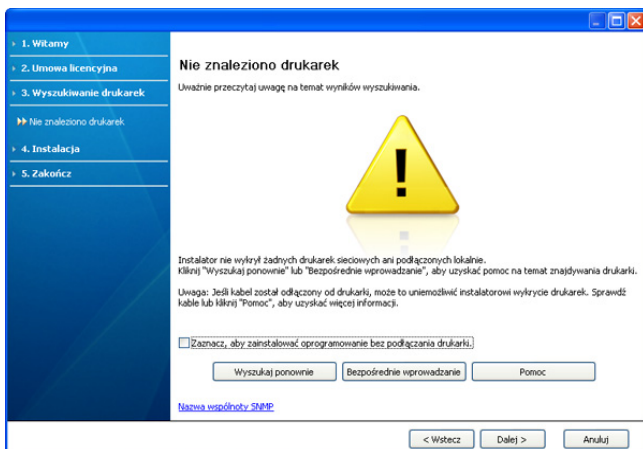 1. Witamy
2. Umowa licencyjna
3. Wyszukiwanie drukarek
Nie znaleziono drukarek
4. Instalacja
5. Zakończ
Nie znaleziono drukarek
Uważnie przeczytaj uwagę na temat wyników wyszukiwania.
Instalator nie wykrył żadnych drukarek sieciowych ani podłączonych lokalnie.
Kliknij "Wyszukaj ponownie" lub "Bezpośrednie wprowadzanie", aby uzyskać pomoc na temat znajdywania drukarki.
Uwaga: Jeśli kabel został odłączony od drukarki, może to uniemożliwić instalatorowi wykrycie drukarek. Sprawdź
kable lub kliknij "Pomoc", aby uzyskać więcej informacji.
Zaznacz, aby zainstalować oprogramowanie bez podłączania drukarki.
Wyszukaj ponownie
Bezpośrednie wprowadzanie
Pomoc
Nazwa wspólnoty SNMP
< Wstecz
Dalej >
Anuluj